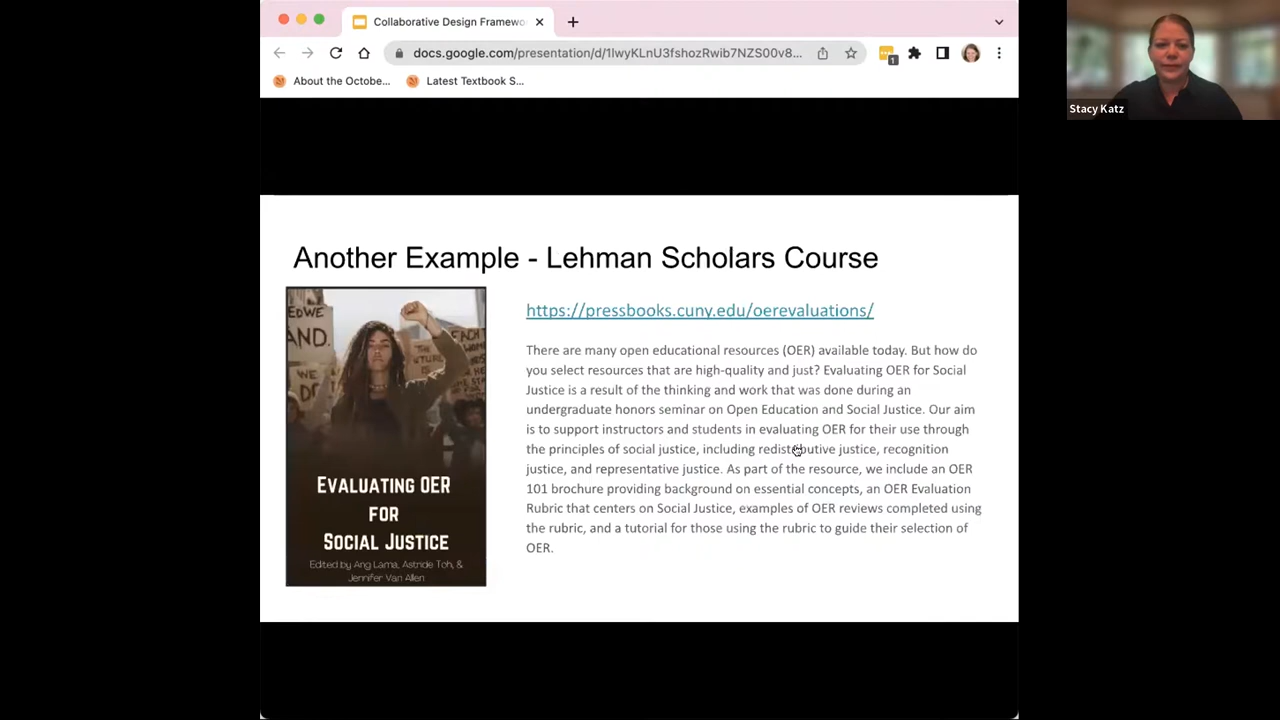 Collaborative Design Framewo
docs.google.com/presentation/d/1lwyKLnU3fshozRwib7NZS00v8...
1
About the Octobe...
Latest Textbook S...
Stacy Katz
Another Example - Lehman Scholars Course
EDWE
AND.
WE
DO
THE
EACH
EVALUATING OER
FOR
SOCIAL JUSTICE
Edited by Ang Lama, Astride Toh, &
Jennifer Van Allen
https://pressbooks.cuny.edu/oerevaluations/
There are many open educational resources (OER) available today. But how do
you select resources that are high-quality and just? Evaluating OER for Social
Justice is a result of the thinking and work that was done during an
undergraduate honors seminar on Open Education and Social Justice. Our aim
is to support instructors and students in evaluating OER for their use through
the principles of social justice, including redistributive justice, recognition
justice, and representative justice. As part of the resource, we include an OER
101 brochure providing background on essential concepts, an OER Evaluation
Rubric that centers on Social Justice, examples of OER reviews completed using
the rubric, and a tutorial for those using the rubric to guide their selection of
OER.